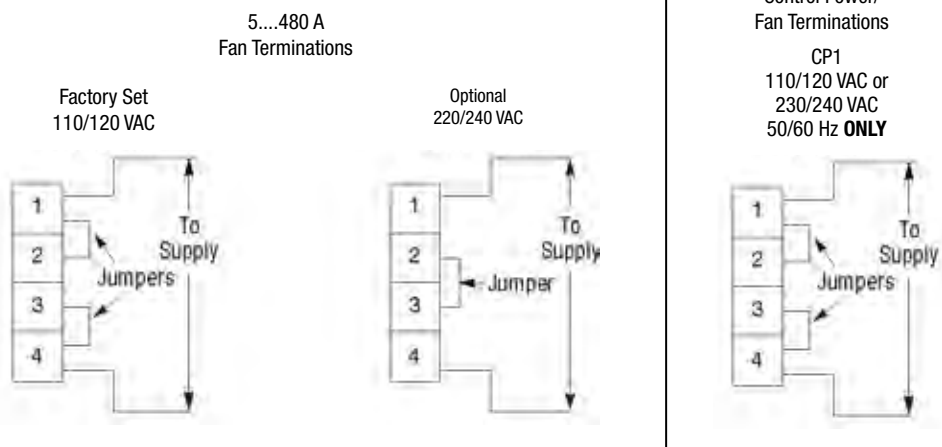 5....480 A
Fan Terminations
Factory Set
110/120 VAC
1
2
3
4
Jumpers
To
Supply
Optional
220/240 VAC
1
2
3
4
Jumper
To
Supply
Control Power/
Fan Terminations
CP1
110/120 VAC or
230/240 VAC
50/60 Hz ONLY
1
2
3
4
Jumpers
To
Supply